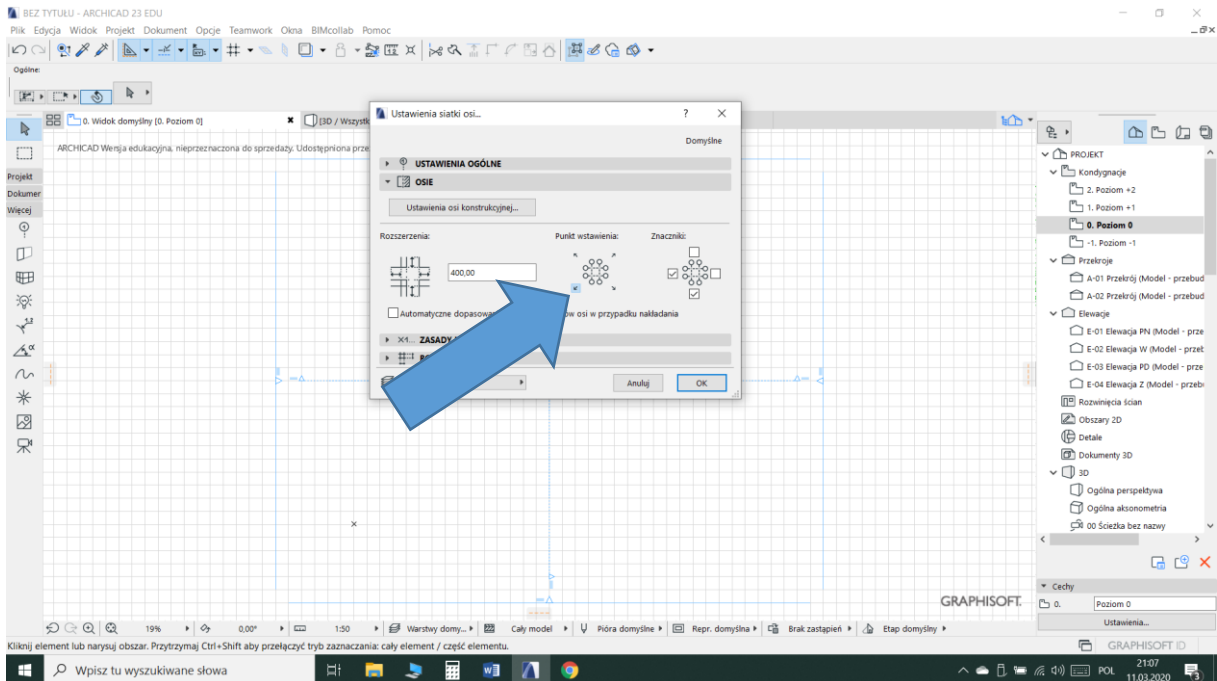 BEZ TYTUŁU - ARCHICAD 23 EDU
Plik Edycja Widok Projekt Dokument Opcje Teamwork Okna BIMcollab Pomoc
Ogólne:
0. Widok domyślny [0. Poziom 0]
[3D / Wszystk
ARCHICAD Wersja edukacyjna, nieprzeznaczona do sprzedaży. Udostępniona prze
Projekt
Dokumer
Więcej
1,2
α
Ustawienia siatki osi...
? ×
Domyślne
USTAWIENIA OGÓLNE
OSIE
Ustawienia osi konstrukcyjnej...
Rozszerzenia:
Punkt wstawienia:
Znaczniki:
400,00
Automatyczne dopasowa
ów osi w przypadku nakładania
ZASADY
Anuluj
OK
PROJEKT
Kondygnacje
2. Poziom +2
1. Poziom +1
0. Poziom 0
-1. Poziom -1
Przekroje
A-01 Przekrój (Model - przebud
A-02 Przekrój (Model - przebud
Elewacje
E-01 Elewacja PN (Model - prze
E-02 Elewacja W (Model - przeb
E-03 Elewacja PD (Model - prze
E-04 Elewacja Z (Model - przebu
Rozwinięcia ścian
Obszary 2D
Detale
Dokumenty 3D
3D
Ogólna perspektywa
Ogólna aksonometria
00 Ścieżka bez nazwy
Cechy
0.
Poziom 0
Ustawienia...
GRAPHISOFT.
19%
0,00°
1:50
Warstwy domy...
Cały model
Pióra domyślne
Repr. domyślna
Brak zastąpień
Etap domyślny
Kliknij element lub narysuj obszar. Przytrzymaj Ctrl+Shift aby przełączyć tryb zaznaczania: cały element / część elementu.
GRAPHISOFT ID
Wpisz tu wyszukiwane słowa
POL
21:07
11.03.2020